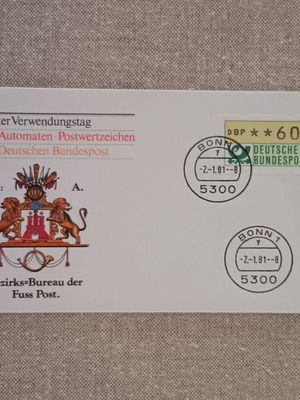 ter Verwendungstag
Automaten-Postwertzeichen
Deutschen Bundespost
: A.
zirks=Bureau der
Fuss Post.
DBP **60
DEUTSCHE
BUNDESPO
BONN 1
y
-2.-1.81--8
5300
BONN 1
y
-2.-1.81--8
5300